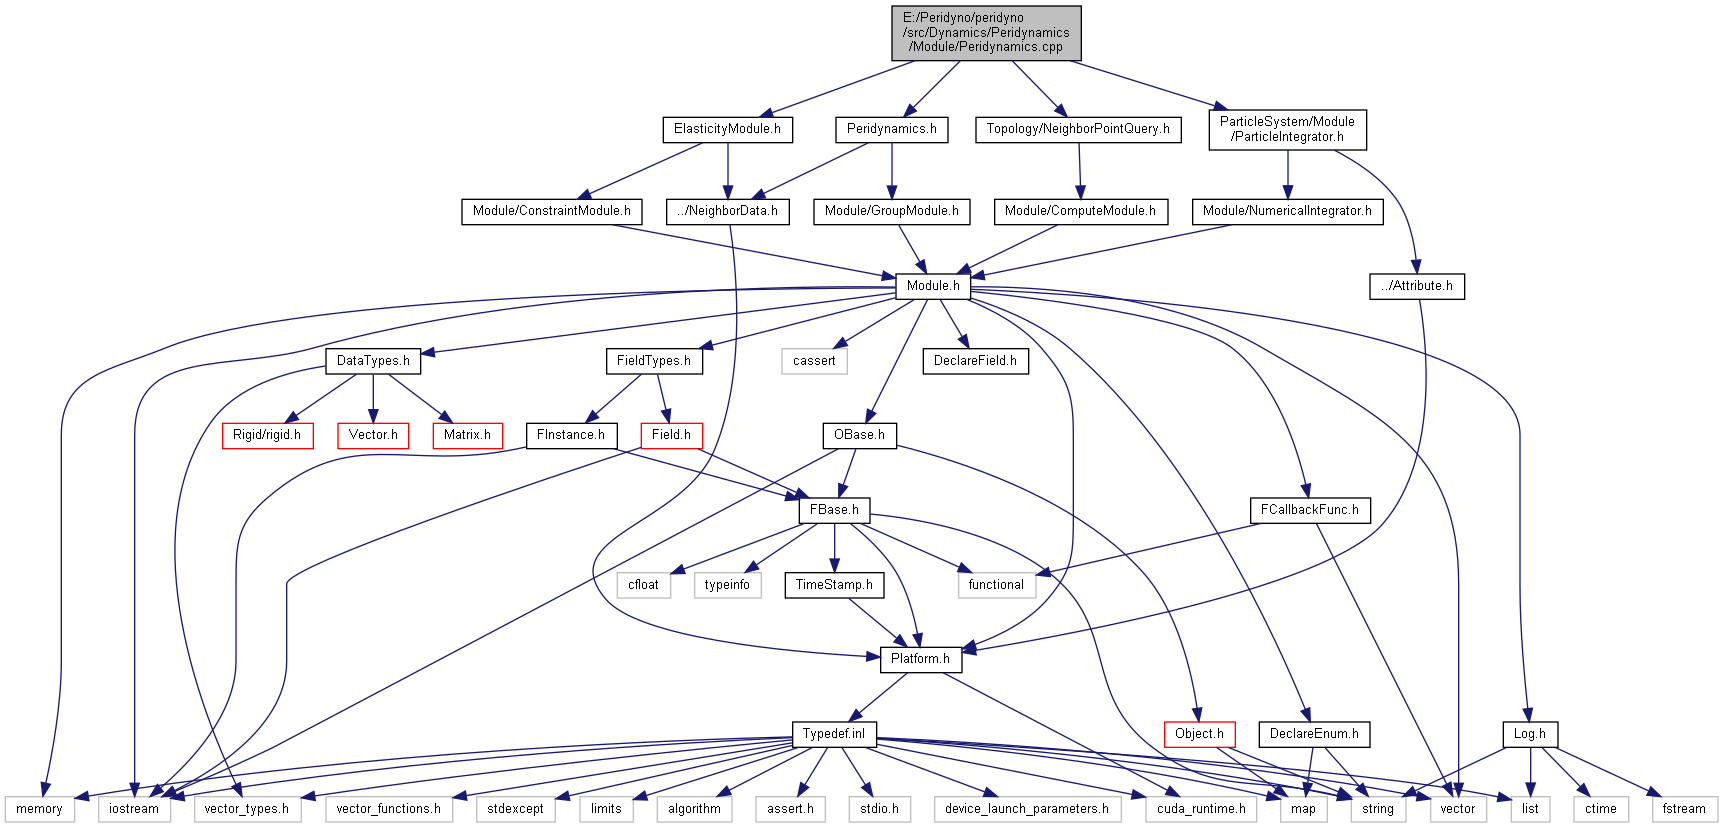 E:/Peridyno/peridyno
/src/Dynamics/Peridynamics
/Module/Peridynamics.cpp
ElasticityModule.h
Peridynamics.h
Topology/NeighborPointQuery.h
ParticleSystem/Module
/ParticleIntegrator.h
Module/ConstraintModule.h
../NeighborData.h
Module/GroupModule.h
Module/ComputeModule.h
Module/NumericalIntegrator.h
Module.h
../Attribute.h
DataTypes.h
FieldTypes.h
cassert
DeclareField.h
Rigid/rigid.h
Vector.h
Matrix.h
FInstance.h
Field.h
OBase.h
FBase.h
FCallbackFunc.h
cfloat
typeinfo
TimeStamp.h
functional
Platform.h
Typedef.inl
Object.h
DeclareEnum.h
Log.h
memory
iostream
vector_types.h
vector_functions.h
stdexcept
limits
algorithm
assert.h
stdio.h
device_launch_parameters.h
cuda_runtime.h
map
string
vector
list
ctime
fstream